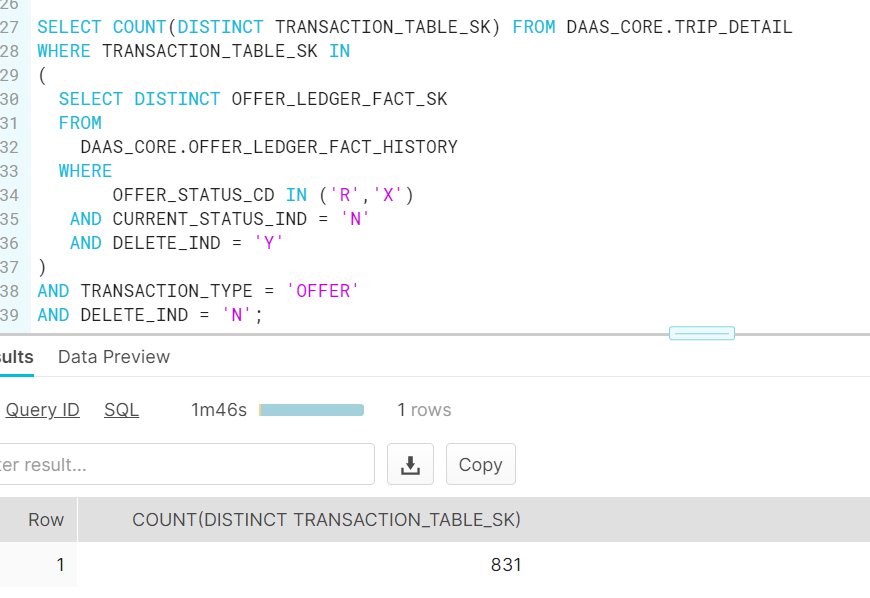 26
27 SELECT COUNT(DISTINCT TRANSACTION_TABLE_SK) FROM DAAS_CORE.TRIP_DETAIL
28 WHERE TRANSACTION_TABLE_SK IN
29 (
30 SELECT DISTINCT OFFER_LEDGER_FACT_SK
31 FROM
32 DAAS_CORE.OFFER_LEDGER_FACT_HISTORY
33 WHERE
34 OFFER_STATUS_CD IN ('R','X')
35 AND CURRENT_STATUS_IND = 'N'
36 AND DELETE_IND = 'Y'
37 )
38 AND TRANSACTION_TYPE = 'OFFER'
39 AND DELETE_IND = 'N';
ults Data Preview
Query ID SQL 1m46s 1 rows
er result... Copy
Row COUNT(DISTINCT TRANSACTION_TABLE_SK)
1 831